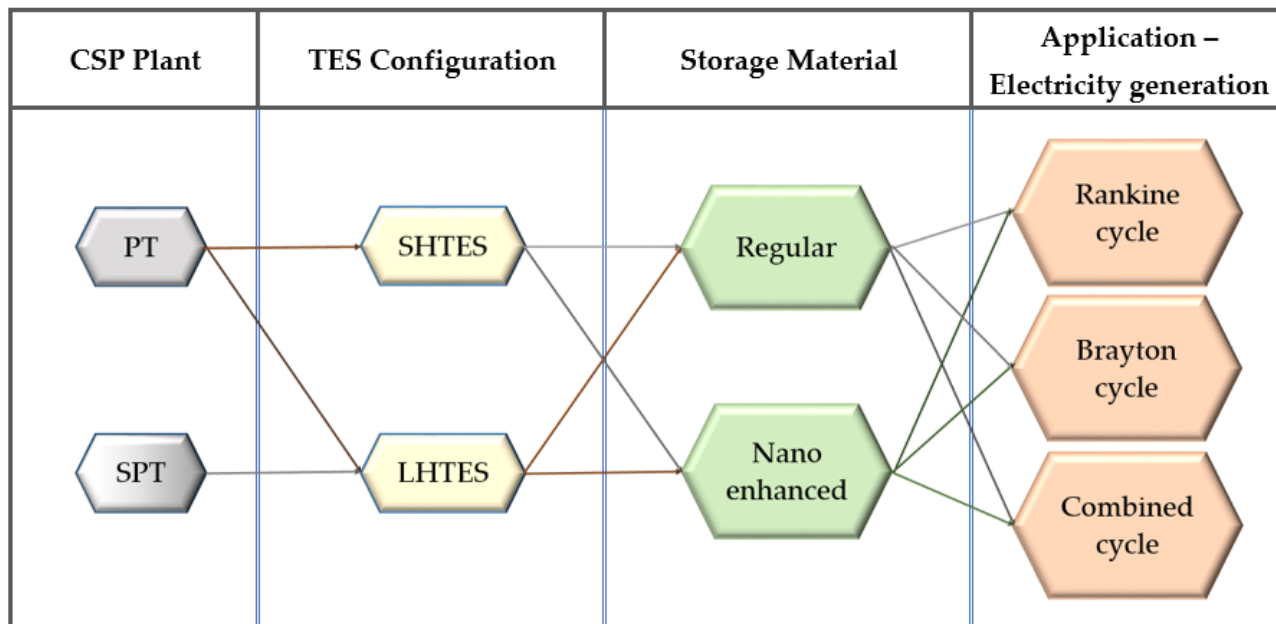 CSP Plant
TES Configuration
Storage Material
Application –
Electricity generation
PT
SHTES
Regular
Rankine
cycle
Brayton
cycle
SPT
LHTES
Nano
enhanced
Combined
cycle